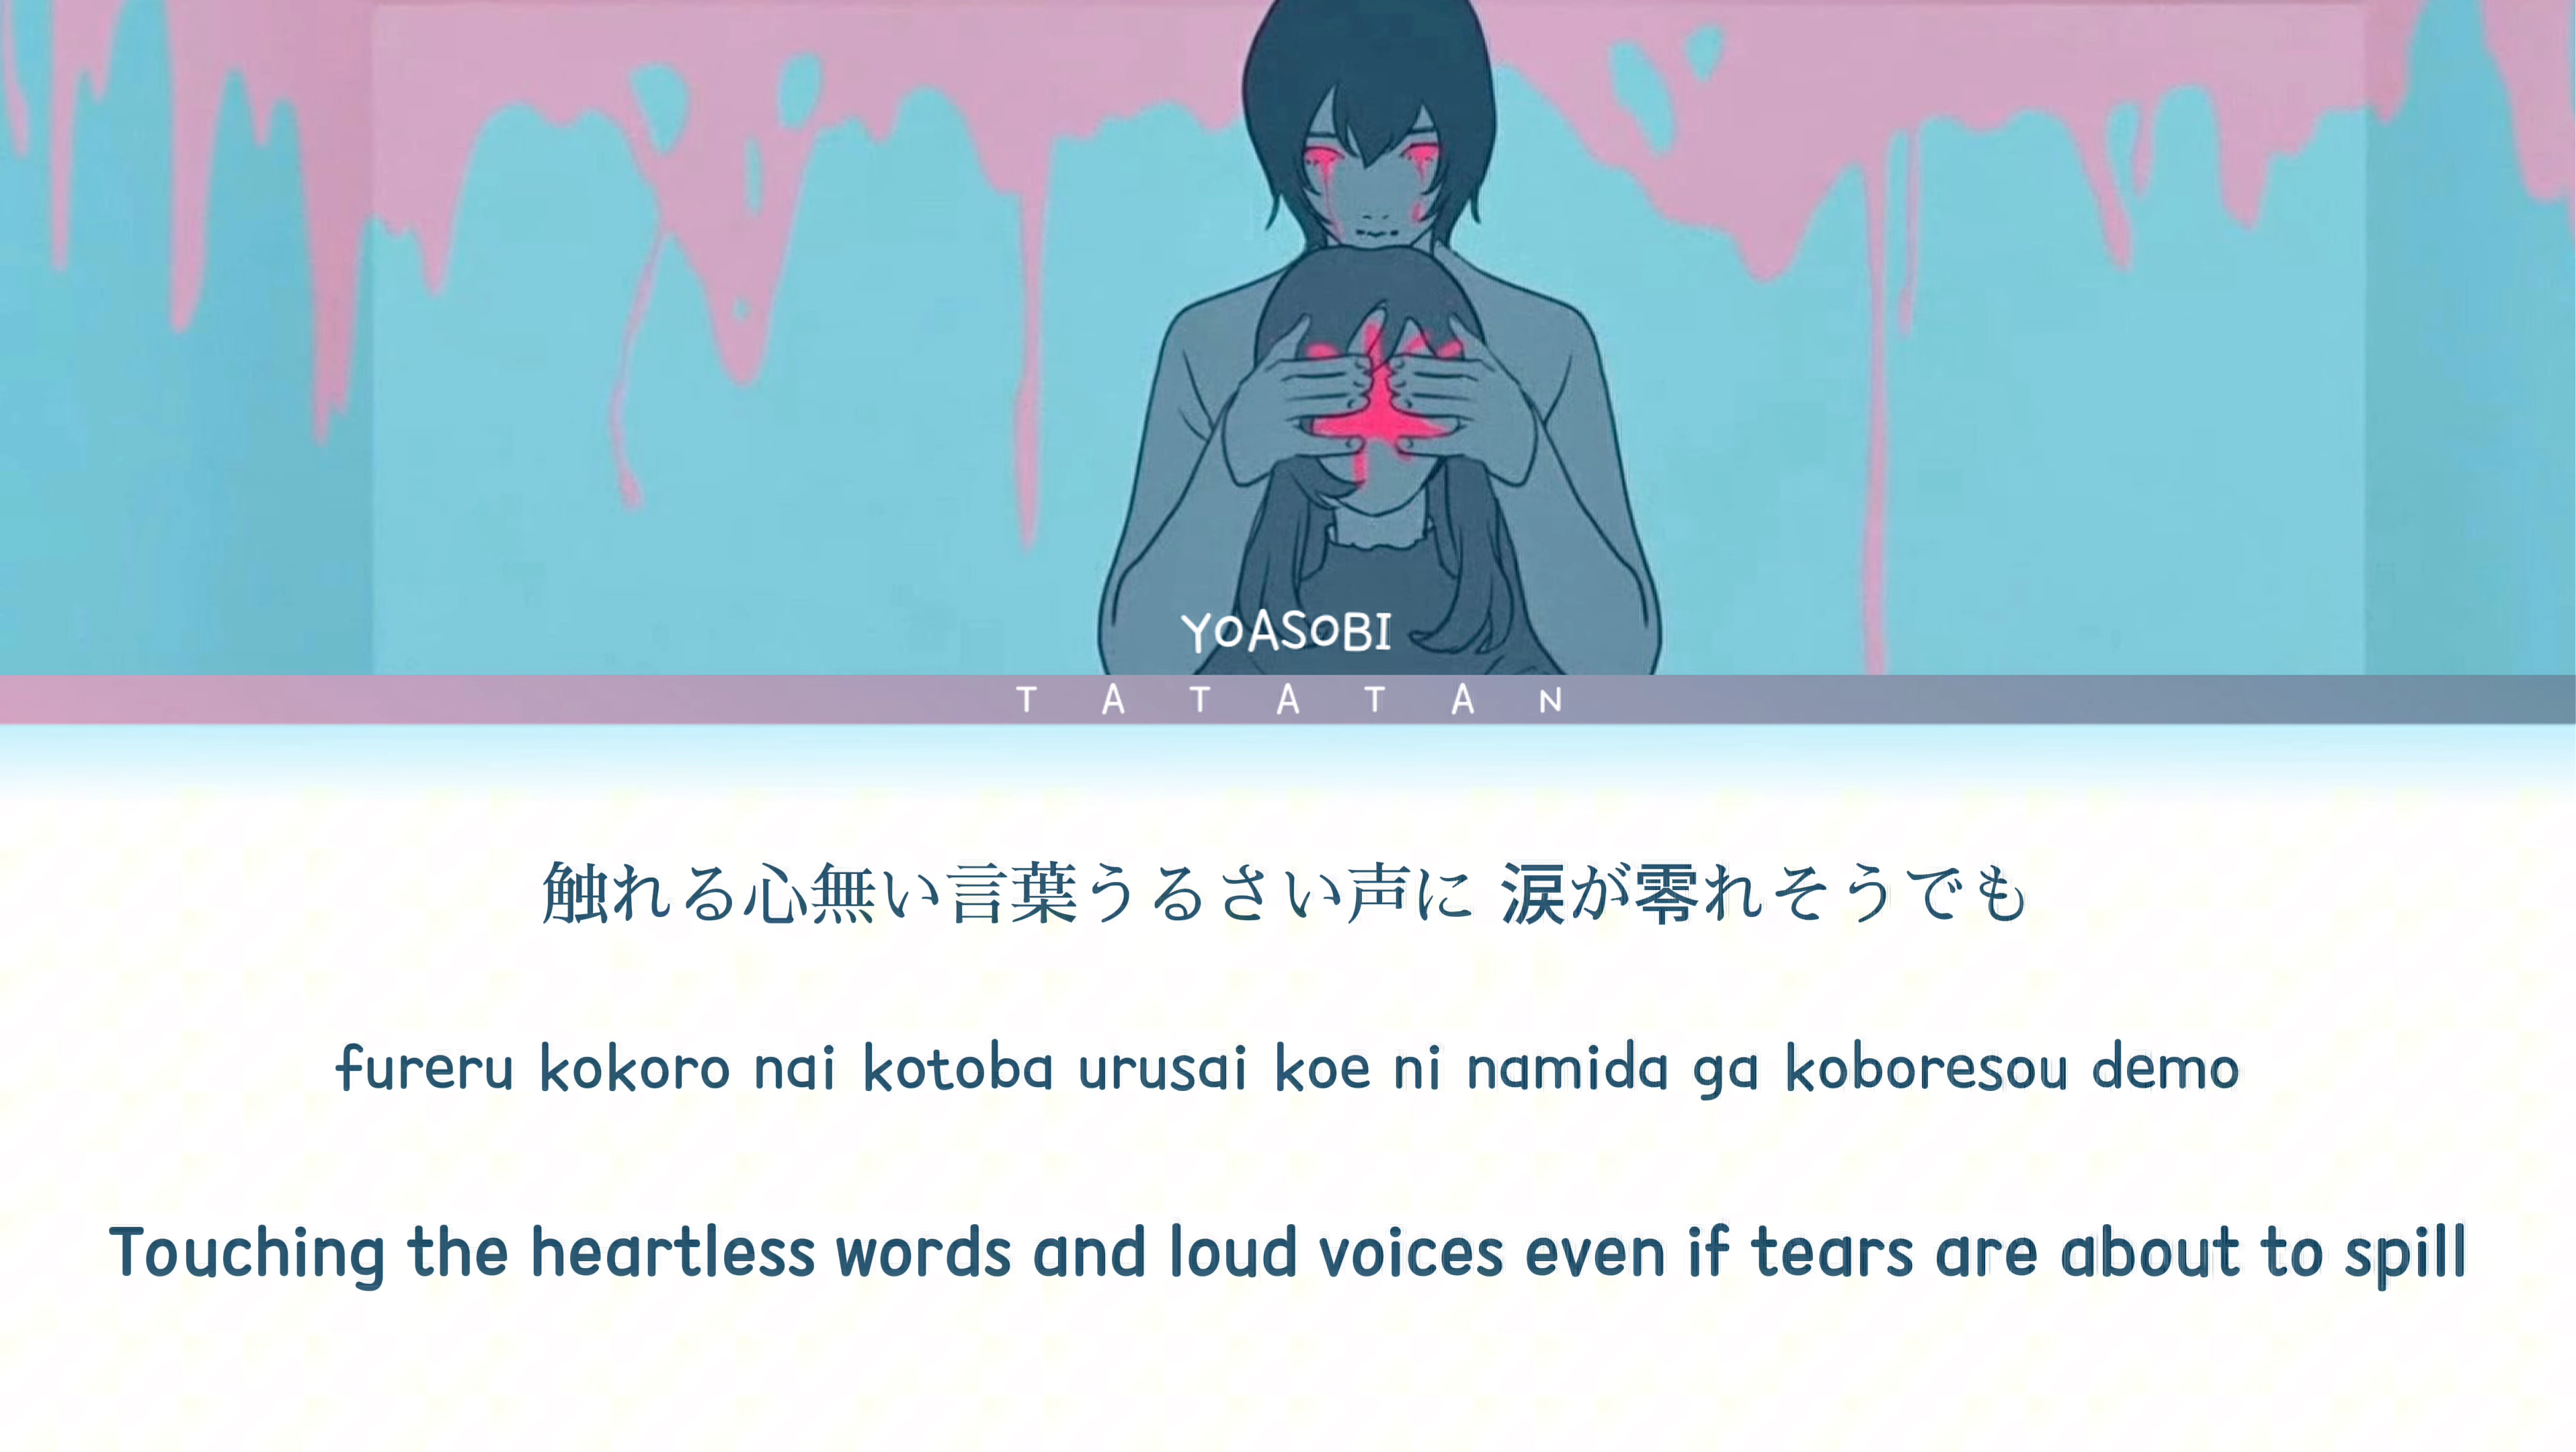 YOASOBI
TATATAN
触れる心無い言葉うるさい声に 涙が零れそうでも
fureru kokoro nai kotoba urusai koe ni namida ga koboresou demo
Touching the heartless words and loud voices even if tears are about to spill